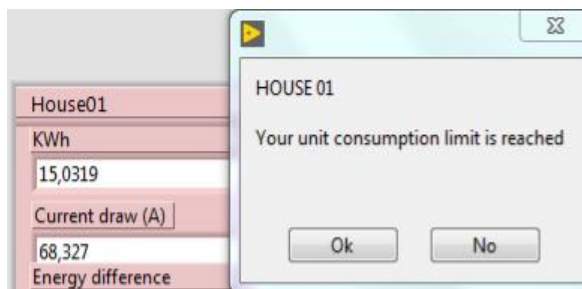 House01
KWh
15,0319
Current draw (A)
68,327
Energy difference
HOUSE 01
Your unit consumption limit is reached
Ok
No